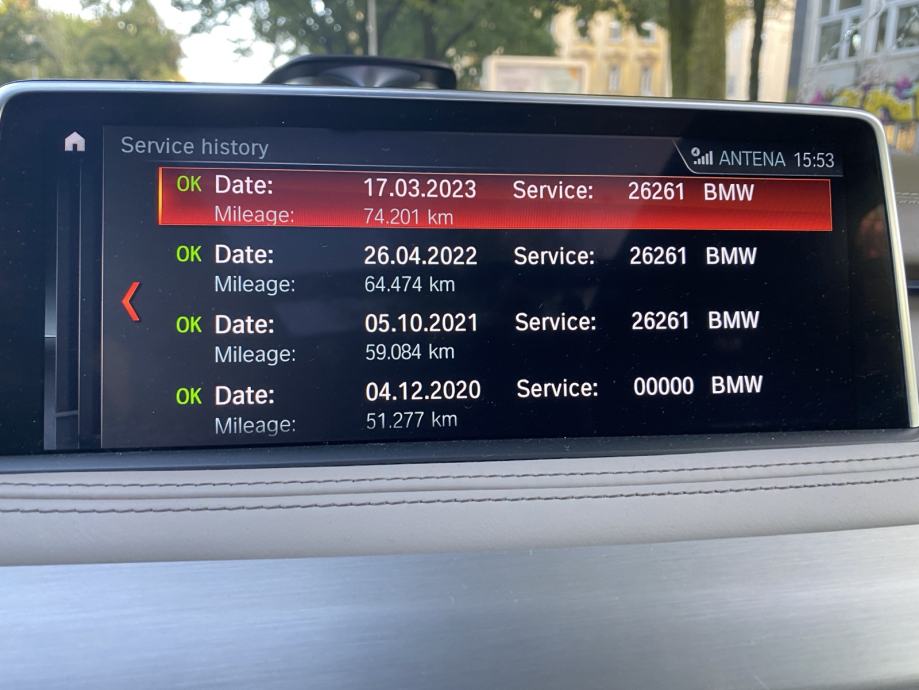 Service history
ANTENA 15:53
OK Date: 17.03.2023 Service: 26261 BMW
Mileage: 74.201 km
OK Date: 26.04.2022 Service: 26261 BMW
Mileage: 64.474 km
OK Date: 05.10.2021 Service: 26261 BMW
Mileage: 59.084 km
OK Date: 04.12.2020 Service: 00000 BMW
Mileage: 51.277 km